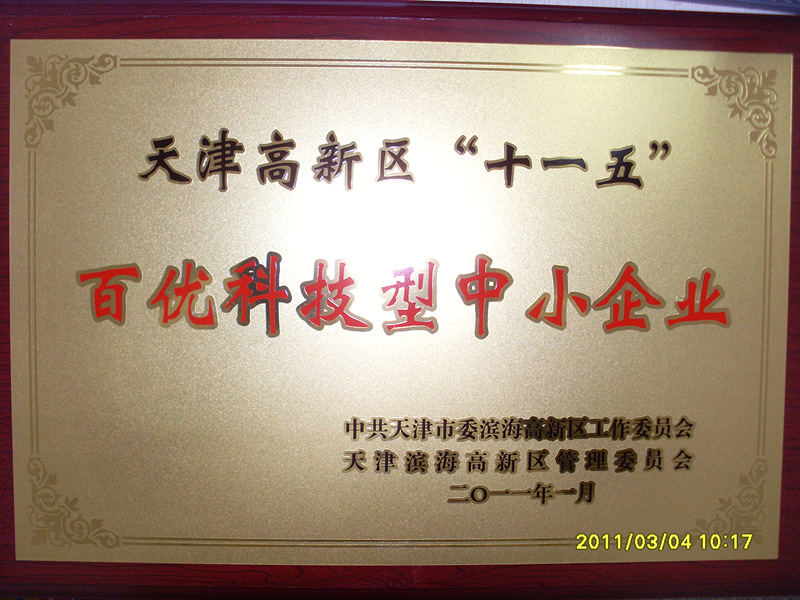 天津高新区“十一五”
百优科技型中小企业
中共天津市委滨海高新区工作委员会
天津滨海高新区管理委员会
二〇一一年一月
2011/03/04 10:17